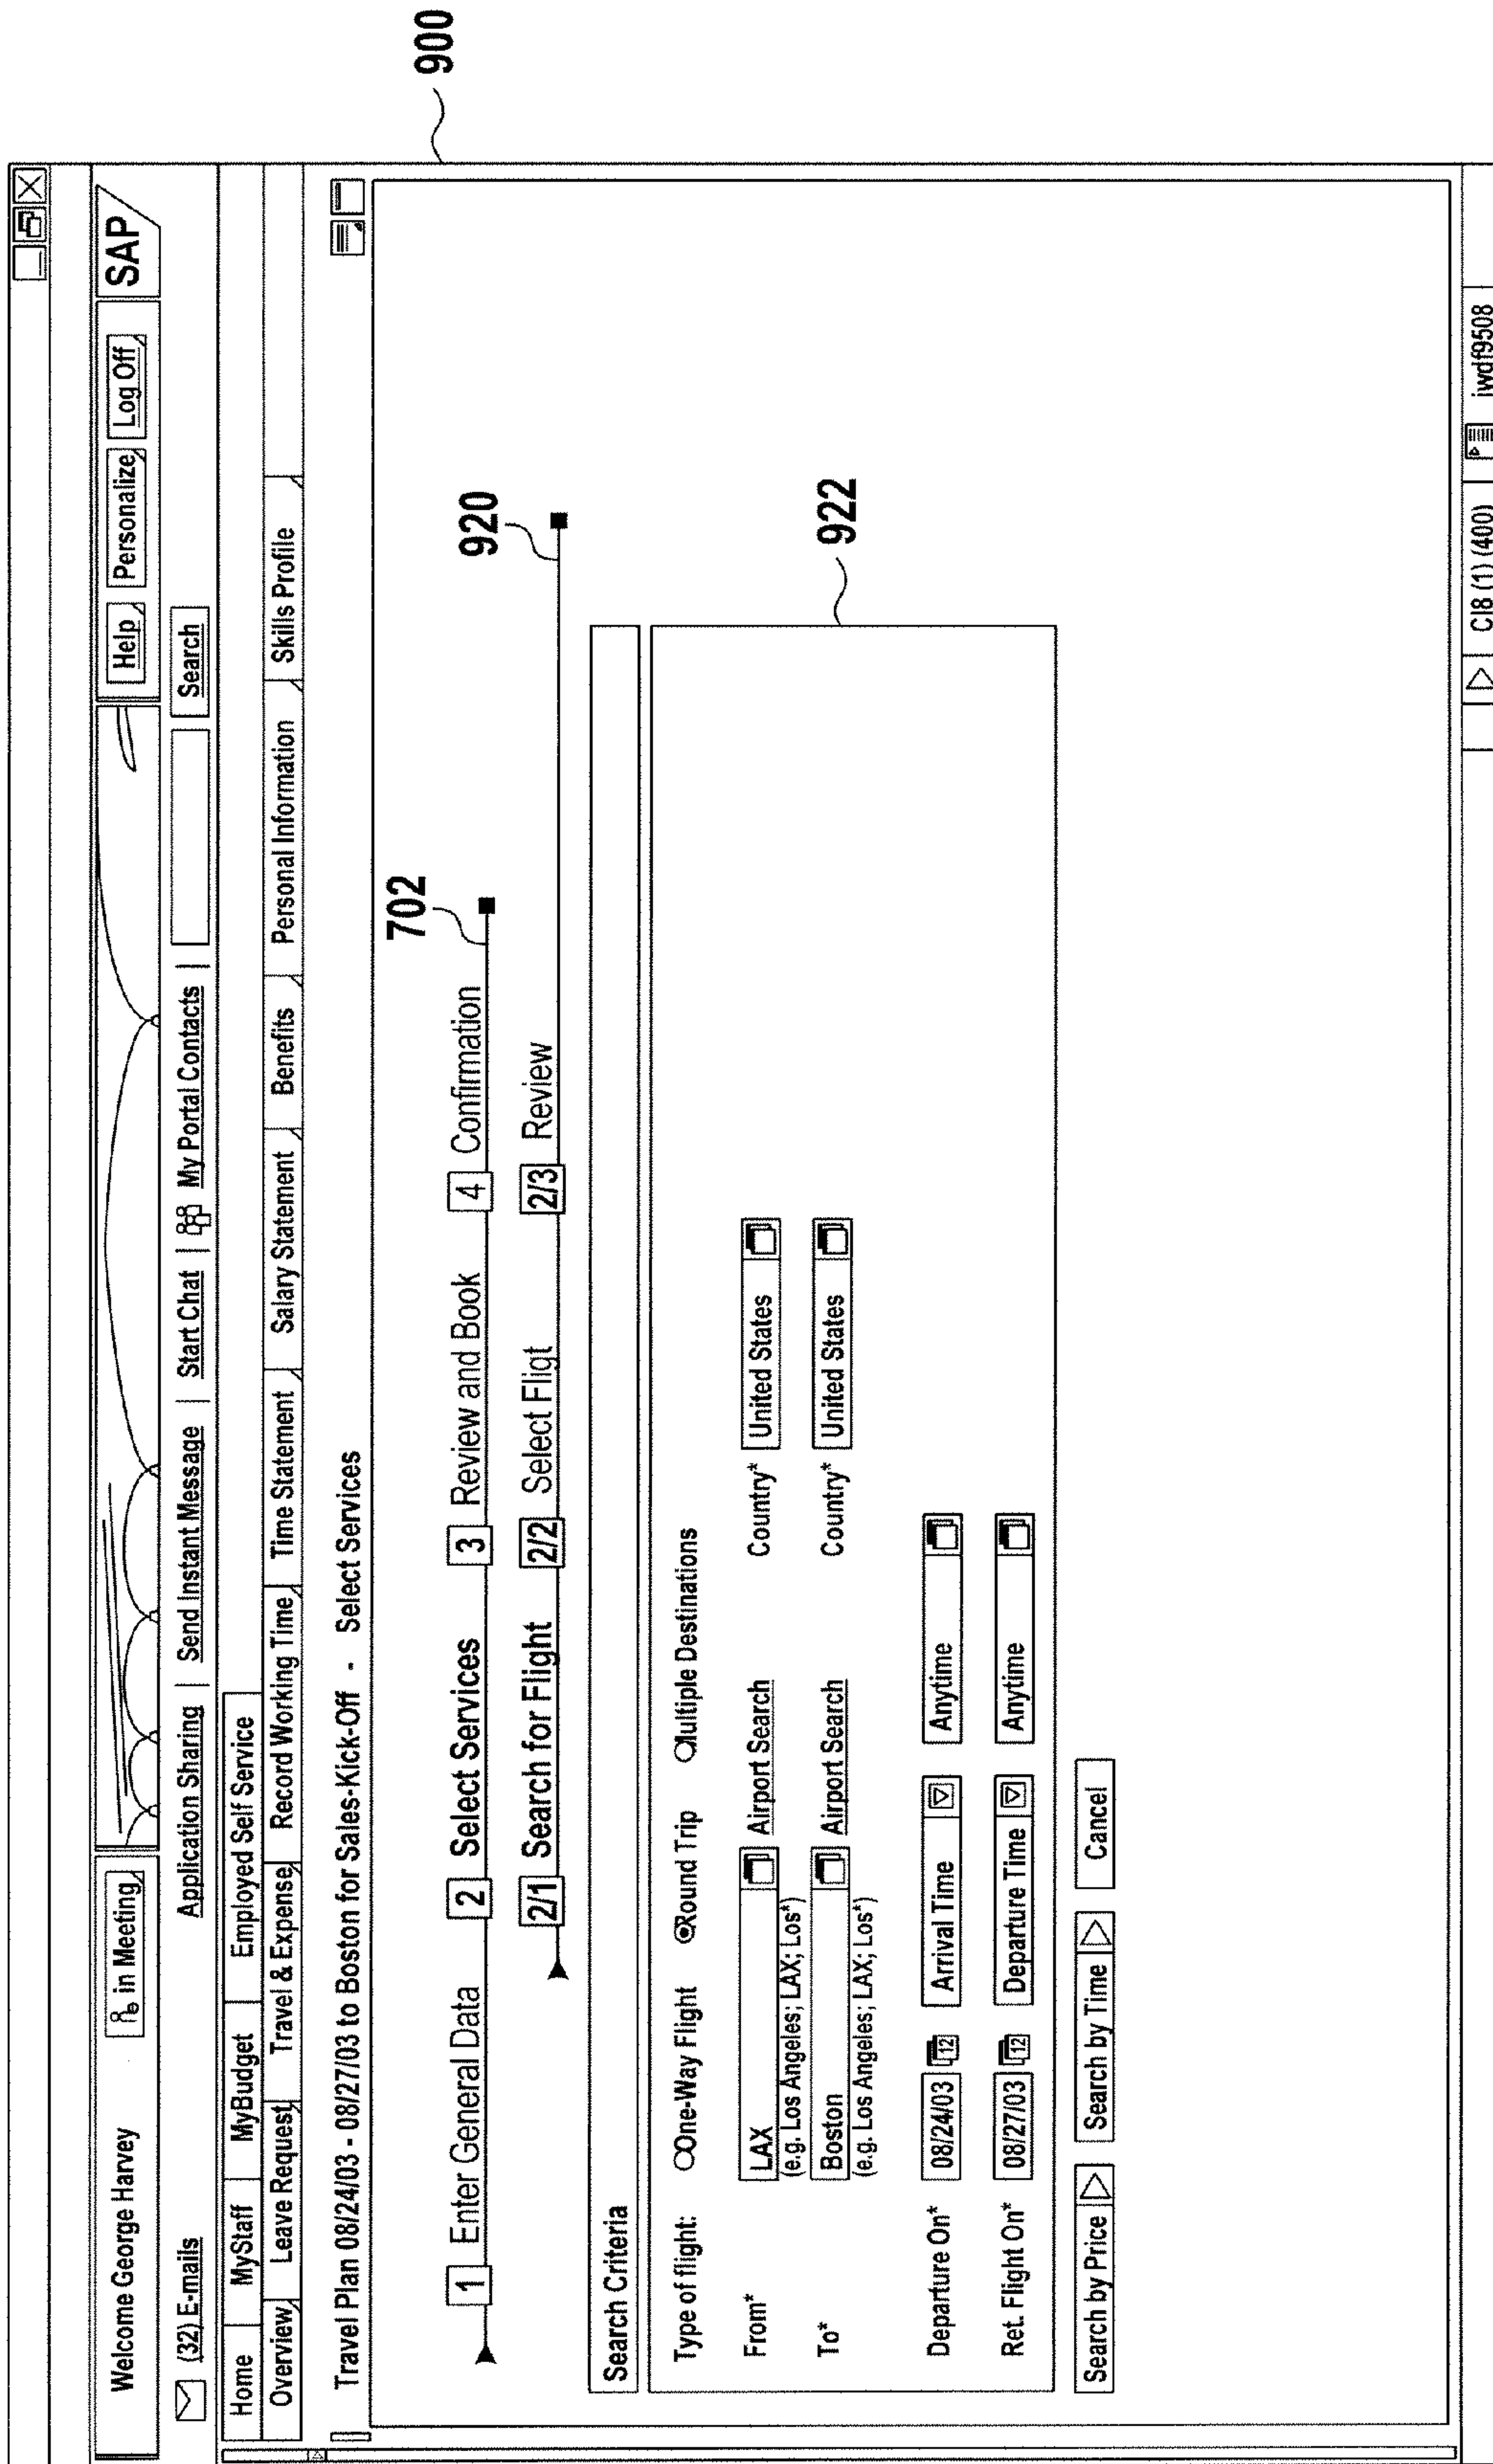 Welcome George Harvey in Meeting Help Personalize Log Off SAP
(32) E-mails Application Sharing | Send Instant Message | Start Chat | My Portal Contacts | Search
Home MyStaff MyBudget Employed Self Service
Overview Leave Request Travel & Expense Record Working Time Time Statement Salary Statement Benefits Personal Information Skills Profile
Travel Plan 08/24/03 - 08/27/03 to Boston for Sales-Kick-Off - Select Services
900
702
1 Enter General Data 2 Select Services 3 Review and Book 4 Confirmation
920
2/1 Search for Flight 2/2 Select Fligt 2/3 Review
Search Criteria
922
Type of flight: One-Way Flight Round Trip Multiple Destinations
From* LAX Airport Search Country* United States
(e.g. Los Angeles; LAX; Los*)
To* Boston Airport Search Country* United States
(e.g. Los Angeles; LAX; Los*)
Departure On* 08/24/03 12 Arrival Time Anytime
Ret. Flight On* 08/27/03 12 Departure Time Anytime
Search by Price Search by Time Cancel
CI8 (1) (400) iwdf9508